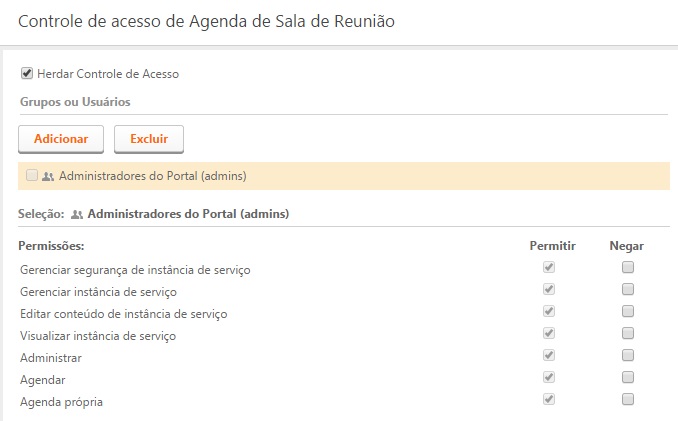 Controle de acesso de Agenda de Sala de Reunião
Herdar Controle de Acesso
Grupos ou Usuários
Adicionar Excluir
Administradores do Portal (admins)
Seleção: Administradores do Portal (admins)
Permissões: Permitir Negar
Gerenciar segurança de instância de serviço
Gerenciar instância de serviço
Editar conteúdo de instância de serviço
Visualizar instância de serviço
Administrar
Agendar
Agenda própria